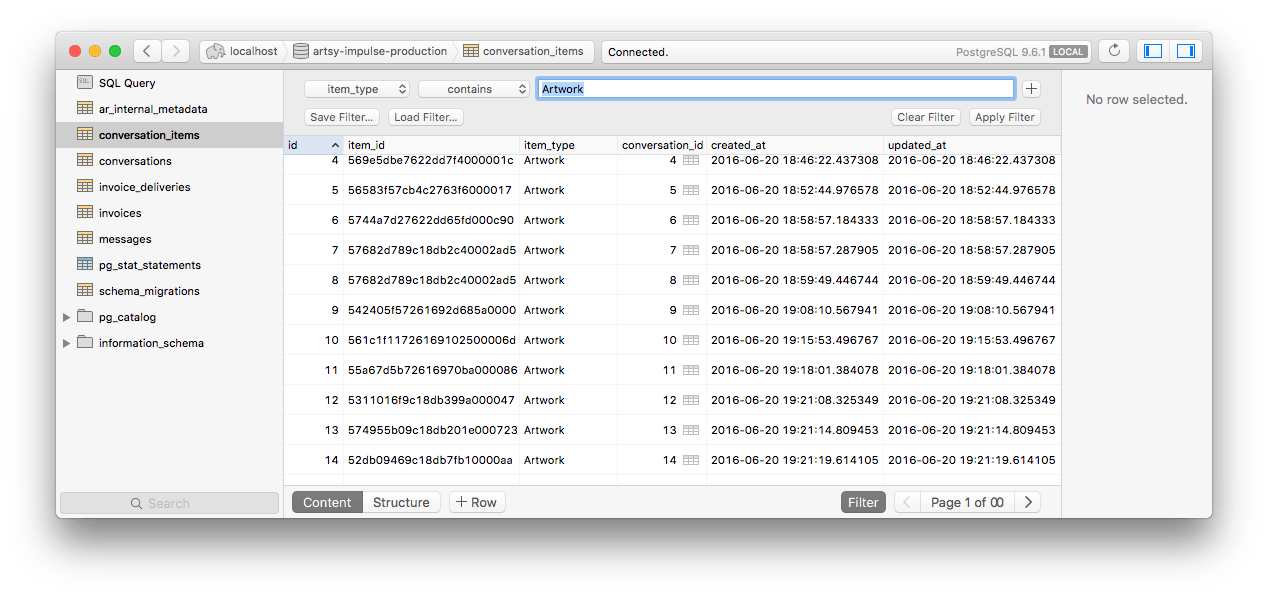 localhost artsy-impulse-production conversation_items Connected. PostgreSQL 9.6.1 LOCAL
SQL Query
ar_internal_metadata
conversation_items
conversations
invoice_deliveries
invoices
messages
pg_stat_statements
schema_migrations
pg_catalog
information_schema
Search
item_type contains Artwork
Save Filter... Load Filter... Clear Filter Apply Filter
id item_id item_type conversation_id created_at updated_at
4 569e5dbe7622dd7f4000001c Artwork 4 2016-06-20 18:46:22.437308 2016-06-20 18:46:22.437308
5 56583f57cb4c2763f6000017 Artwork 5 2016-06-20 18:52:44.976578 2016-06-20 18:52:44.976578
6 5744a7d27622dd65fd000c90 Artwork 6 2016-06-20 18:58:57.184333 2016-06-20 18:58:57.184333
7 57682d789c18db2c40002ad5 Artwork 7 2016-06-20 18:58:57.287905 2016-06-20 18:58:57.287905
8 57682d789c18db2c40002ad5 Artwork 8 2016-06-20 18:59:49.446744 2016-06-20 18:59:49.446744
9 542405f57261692d685a0000 Artwork 9 2016-06-20 19:08:10.567941 2016-06-20 19:08:10.567941
10 561c1f11726169102500006d Artwork 10 2016-06-20 19:15:53.496767 2016-06-20 19:15:53.496767
11 55a67d5b72616970ba000086 Artwork 11 2016-06-20 19:18:01.384078 2016-06-20 19:18:01.384078
12 5311016f9c18db399a000047 Artwork 12 2016-06-20 19:21:08.325349 2016-06-20 19:21:08.325349
13 574955b09c18db201e000723 Artwork 13 2016-06-20 19:21:14.809453 2016-06-20 19:21:14.809453
14 52db09469c18db7fb10000aa Artwork 14 2016-06-20 19:21:19.614105 2016-06-20 19:21:19.614105
Content Structure + Row Filter Page 1 of 00
No row selected.